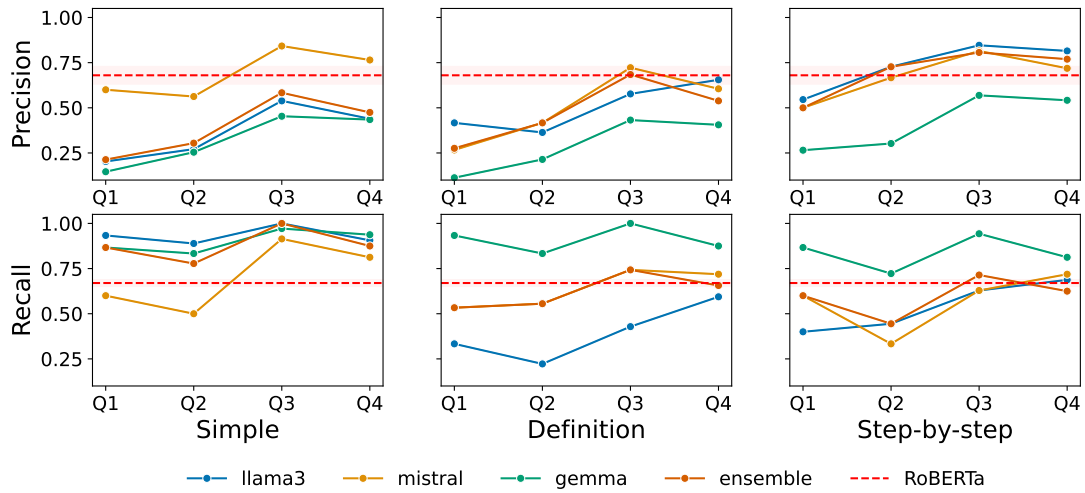 1.00
0.75
0.50
0.25
Precision
Q1 Q2 Q3 Q4
Q1 Q2 Q3 Q4
Q1 Q2 Q3 Q4
1.00
0.75
0.50
0.25
Recall
Q1 Q2 Q3 Q4
Q1 Q2 Q3 Q4
Q1 Q2 Q3 Q4
Simple
Definition
Step-by-step
llama3 mistral gemma ensemble RoBERTa